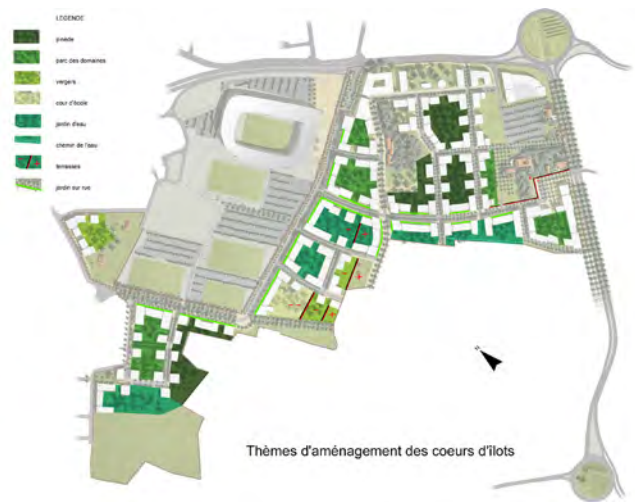 LEGENDE
pinède
parc des domaines
vergers
cour d'école
jardin d'eau
chemin de l'eau
terrasses
jardin sur rue
Thèmes d'aménagement des coeurs d'îlots